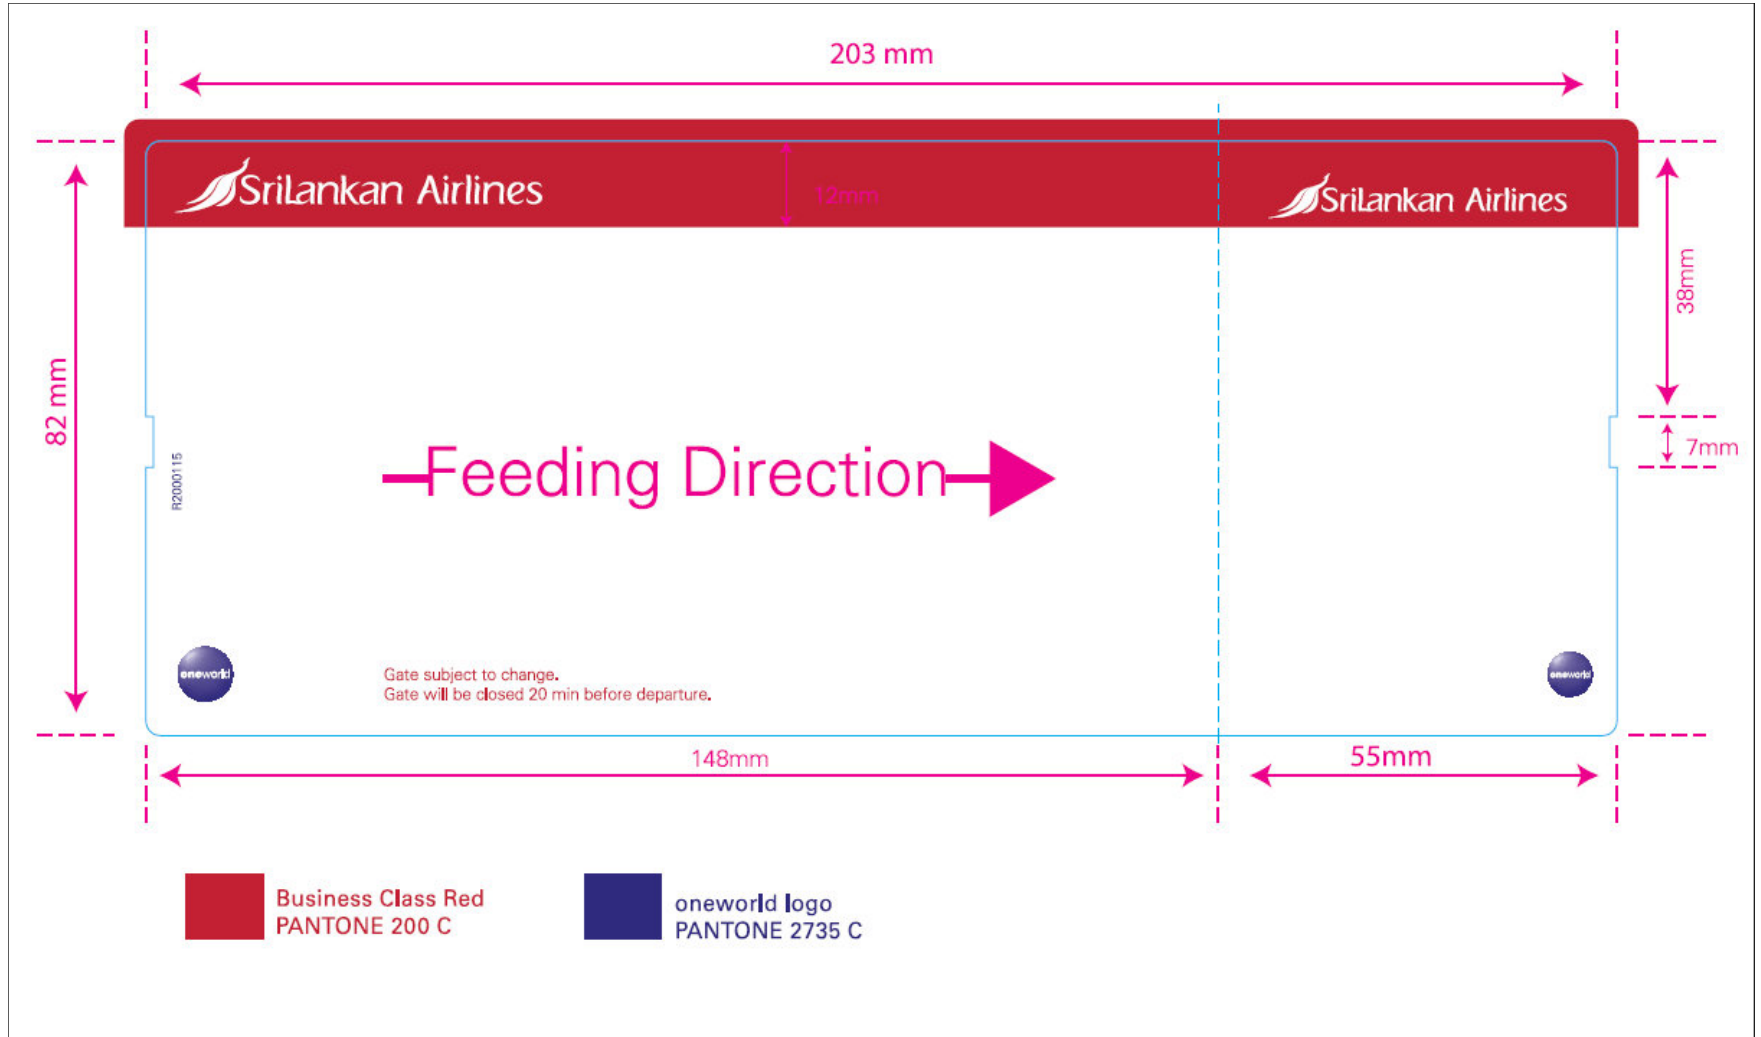 203 mm
SriLankan Airlines
12mm
SriLankan Airlines
38mm
82 mm
7mm
R2000115
Feeding Direction
oneworld
Gate subject to change.
Gate will be closed 20 min before departure.
oneworld
148mm
55mm
Business Class Red
PANTONE 200 C
oneworld logo
PANTONE 2735 C